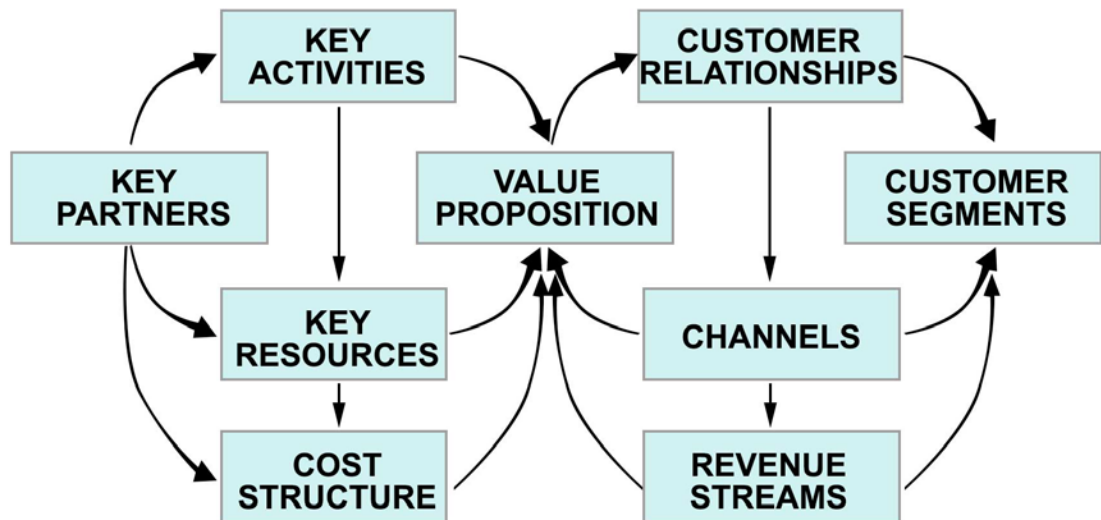 KEY
ACTIVITIES
CUSTOMER
RELATIONSHIPS
KEY
PARTNERS
VALUE
PROPOSITION
CUSTOMER
SEGMENTS
KEY
RESOURCES
CHANNELS
COST
STRUCTURE
REVENUE
STREAMS